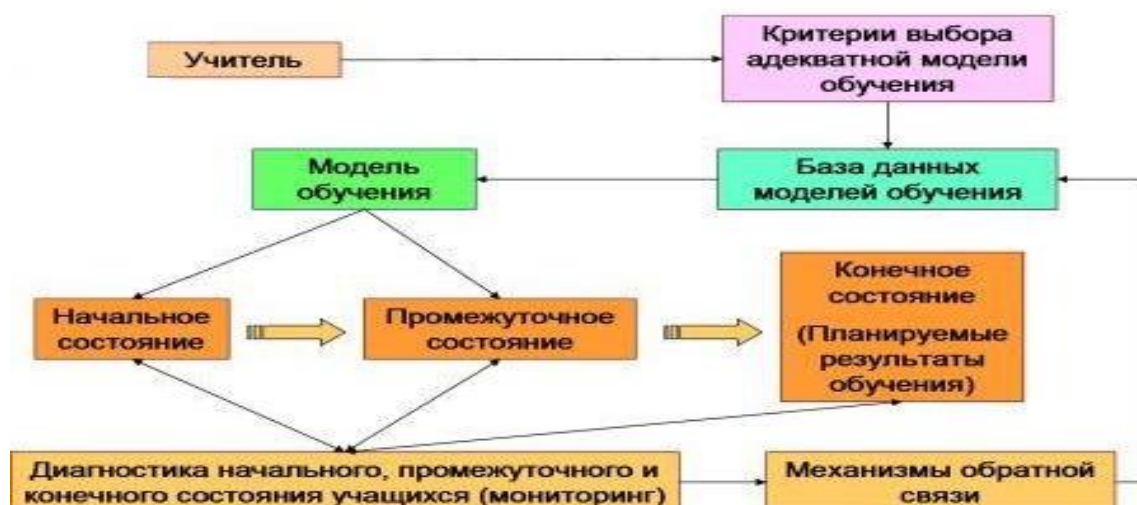 Учитель
Критерии выбора
адекватной модели
обучения
Модель
обучения
База данных
моделей обучения
Начальное
состояние
Промежуточное
состояние
Конечное
состояние
(Планируемые
результаты
обучения)
Диагностика начального, промежуточного и
конечного состояния учащихся (мониторинг)
Механизмы обратной
связи